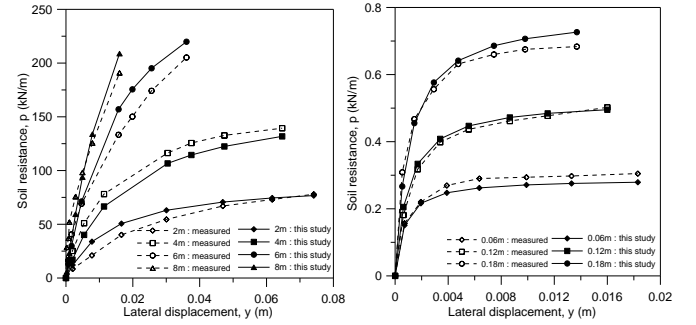 250
200
150
100
50
0
Soil resistance, p (kN/m)
2m : measured
2m : this study
4m : measured
4m : this study
6m : measured
6m : this study
8m : measured
8m : this study
0
0.02
0.04
0.06
0.08
Lateral displacement, y (m)
0.8
0.6
0.4
0.2
0
Soil resistance, p (kN/m)
0.06m : measured
0.06m : this study
0.12m : measured
0.12m : this study
0.18m : measured
0.18m : this study
0
0.004
0.008
0.012
0.016
0.02
Lateral displacement, y (m)